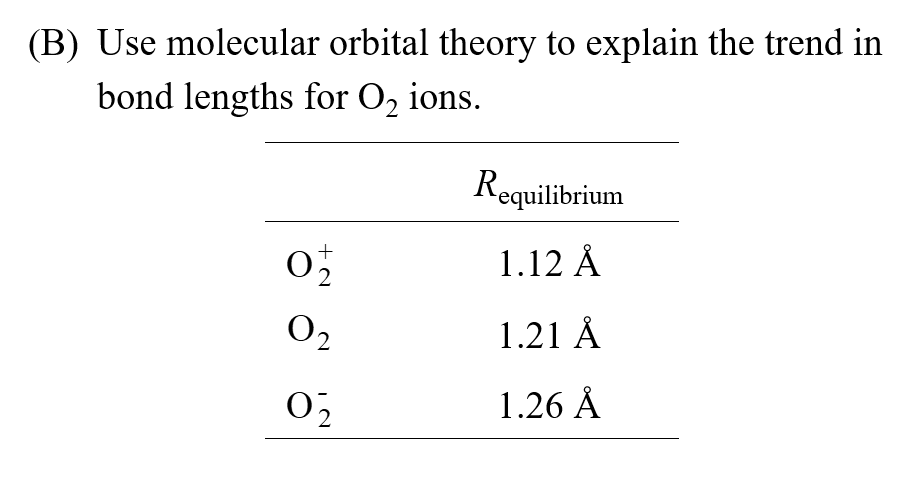 (B) Use molecular orbital theory to explain the trend in
bond lengths for O₂ ions.
R_equilibrium
O₂⁺ 1.12 Å
O₂ 1.21 Å
O₂⁻ 1.26 Å